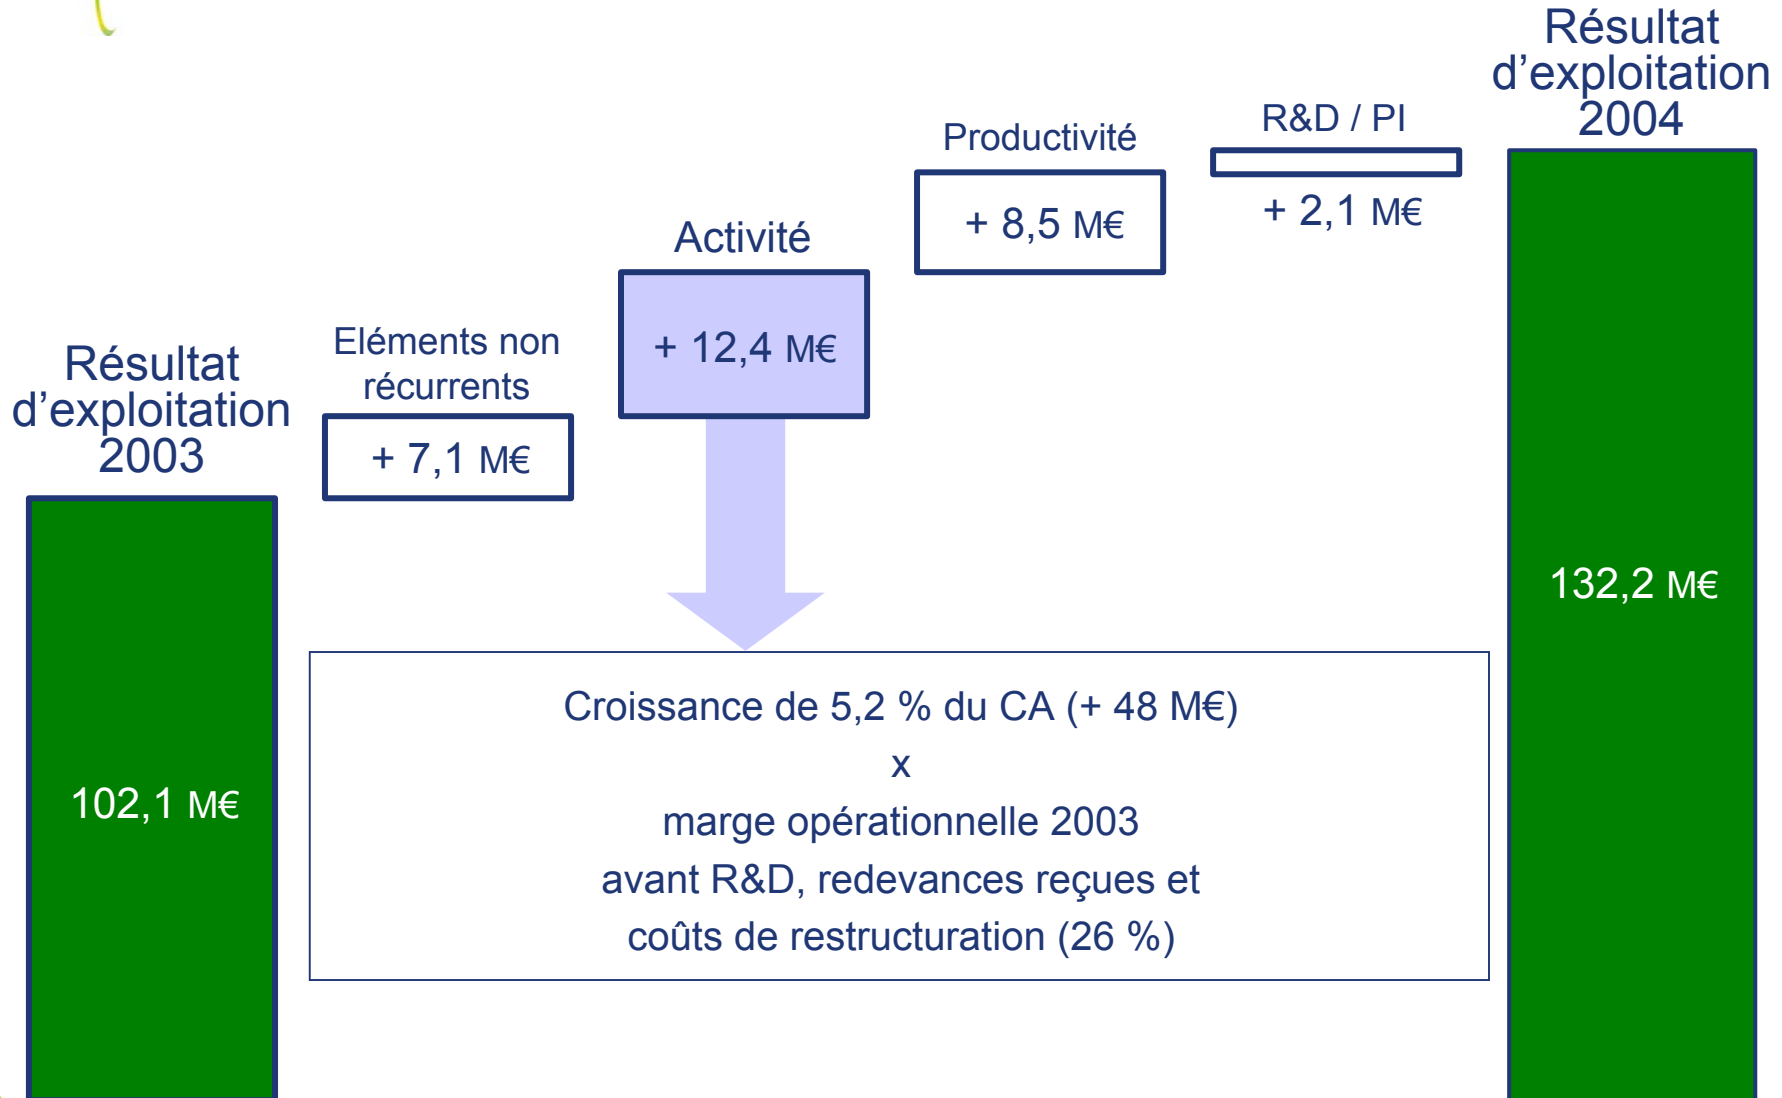 Résultat
d’exploitation
2003
102,1 M€
Eléments non
récurrents
+ 7,1 M€
Activité
+ 12,4 M€
Productivité
+ 8,5 M€
R&D / PI
+ 2,1 M€
Résultat
d’exploitation
2004
132,2 M€
Croissance de 5,2 % du CA (+ 48 M€)
x
marge opérationnelle 2003
avant R&D, redevances reçues et
coûts de restructuration (26 %)